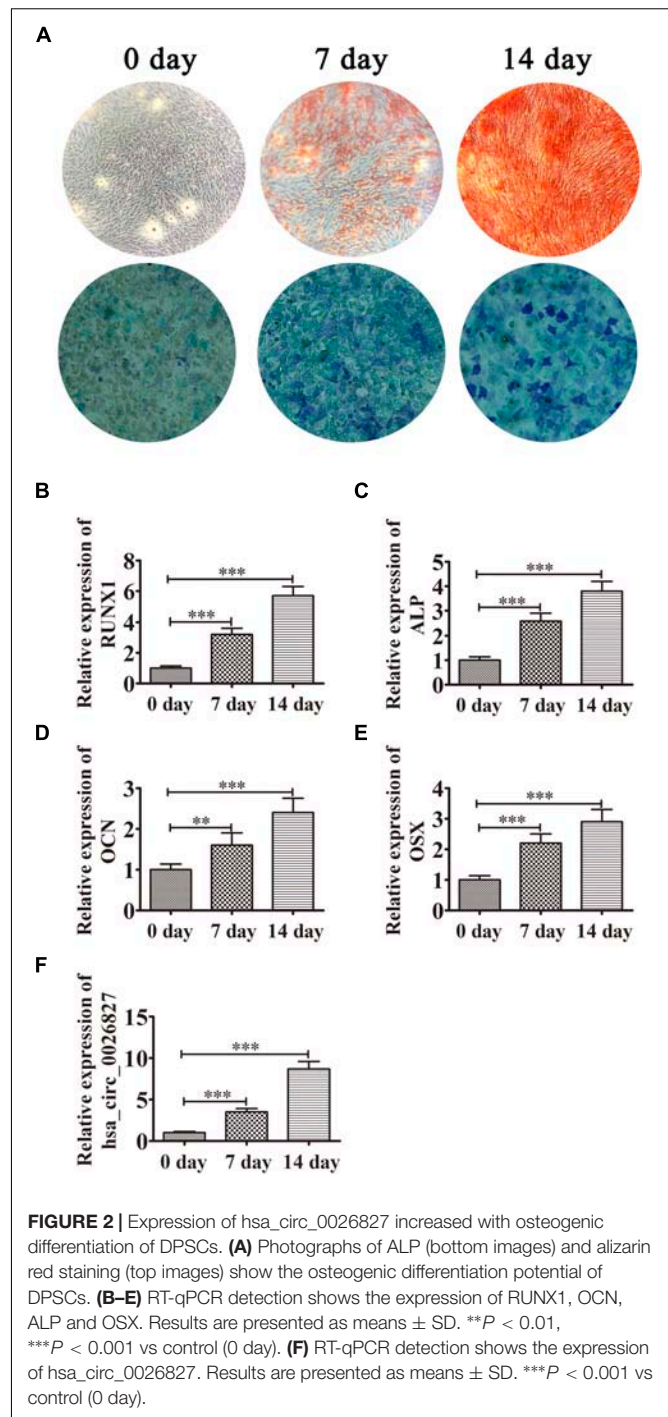 A
0 day 7 day 14 day
B
Relative expression of
RUNX1
8
6
4
2
0
***
***
0 day 7 day 14 day
C
Relative expression of
ALP
5
4
3
2
1
0
***
***
0 day 7 day 14 day
D
Relative expression of
OCN
3
2
1
0
***
**
0 day 7 day 14 day
E
Relative expression of
OSX
4
3
2
1
0
***
***
0 day 7 day 14 day
F
Relative expression of
hsa_circ_0026827
15
10
5
0
***
***
0 day 7 day 14 day
FIGURE 2 | Expression of hsa_circ_0026827 increased with osteogenic
differentiation of DPSCs. (A) Photographs of ALP (bottom images) and alizarin
red staining (top images) show the osteogenic differentiation potential of
DPSCs. (B–E) RT-qPCR detection shows the expression of RUNX1, OCN,
ALP and OSX. Results are presented as means ± SD. **P < 0.01,
***P < 0.001 vs control (0 day). (F) RT-qPCR detection shows the expression
of hsa_circ_0026827. Results are presented as means ± SD. ***P < 0.001 vs
control (0 day).